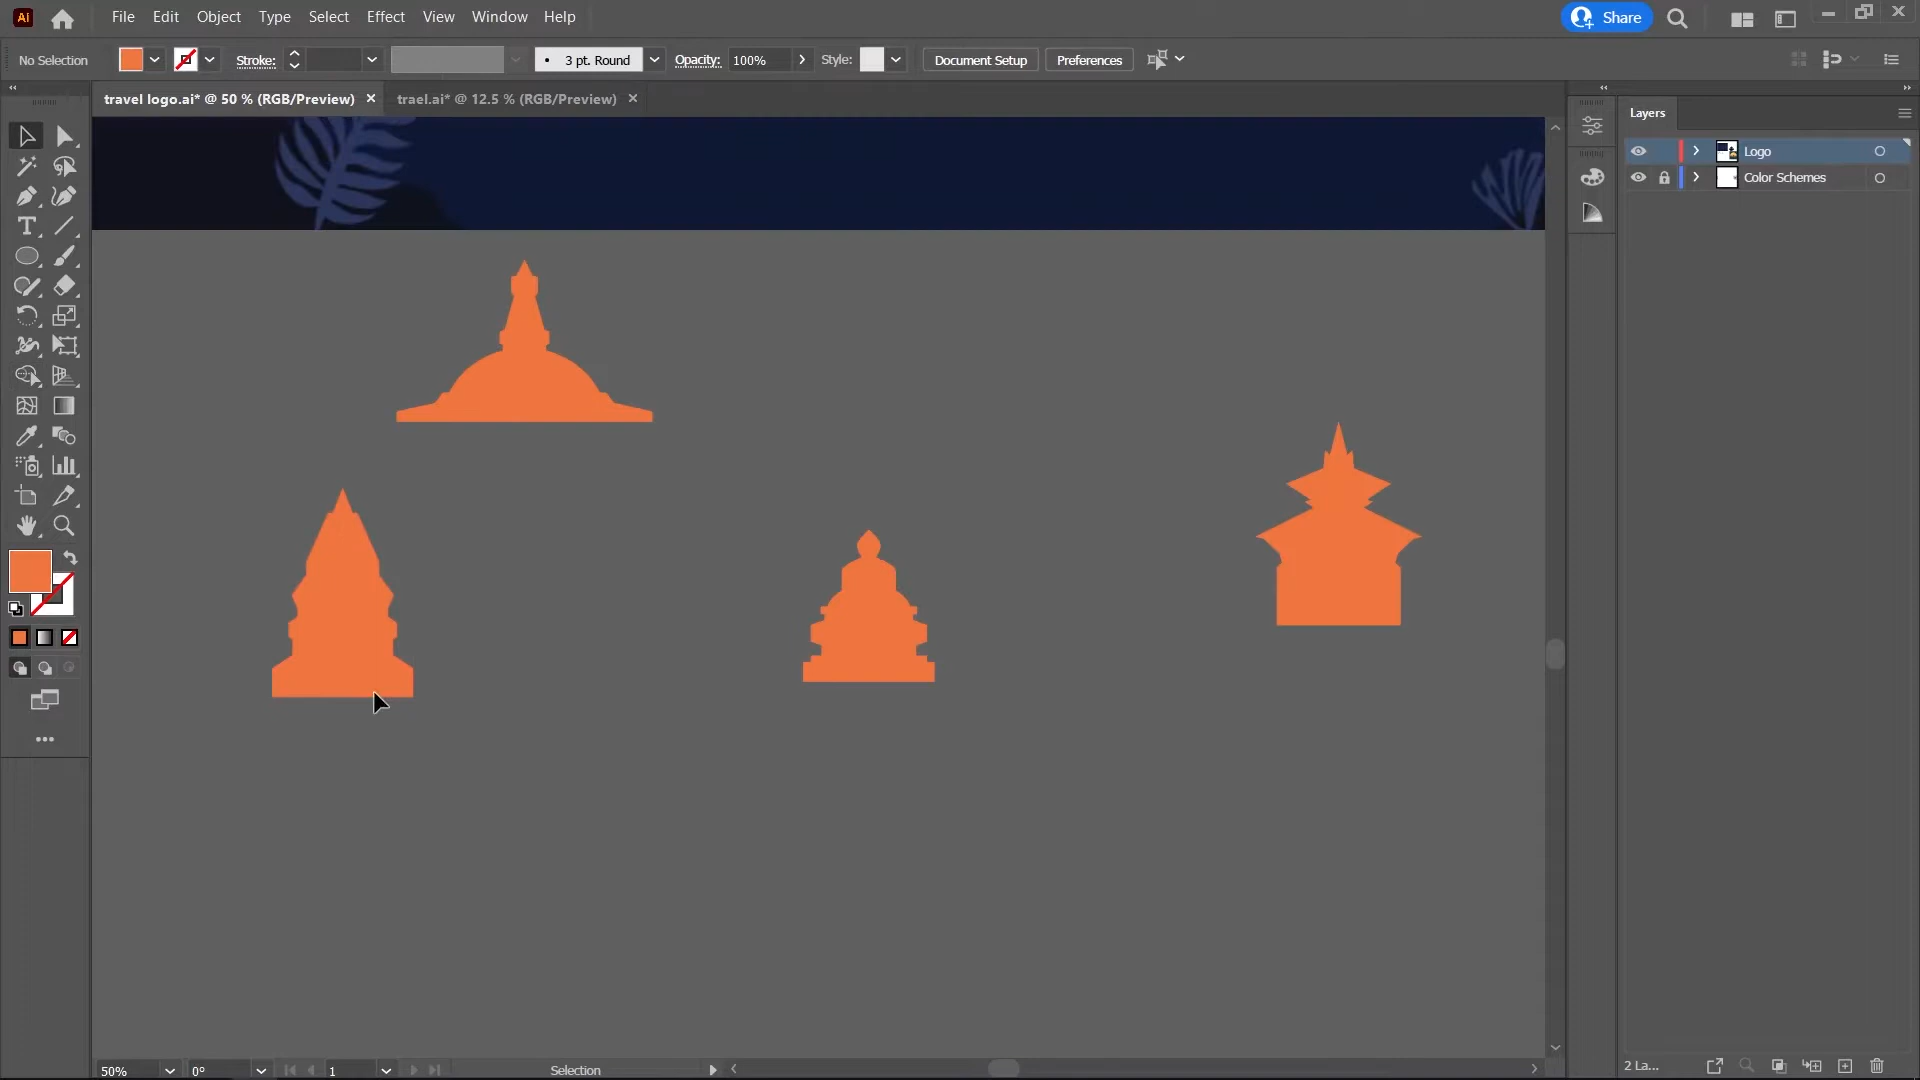 Ai File Edit Object Type Select Effect View Window Help Share
No Selection Stroke: • 3 pt. Round Opacity: 100% Style: Document Setup Preferences
travel logo.ai* @ 50 % (RGB/Preview) trael.ai* @ 12.5 % (RGB/Preview)
Layers
Logo
Color Schemes
50% 0° 1 Selection 2 La...